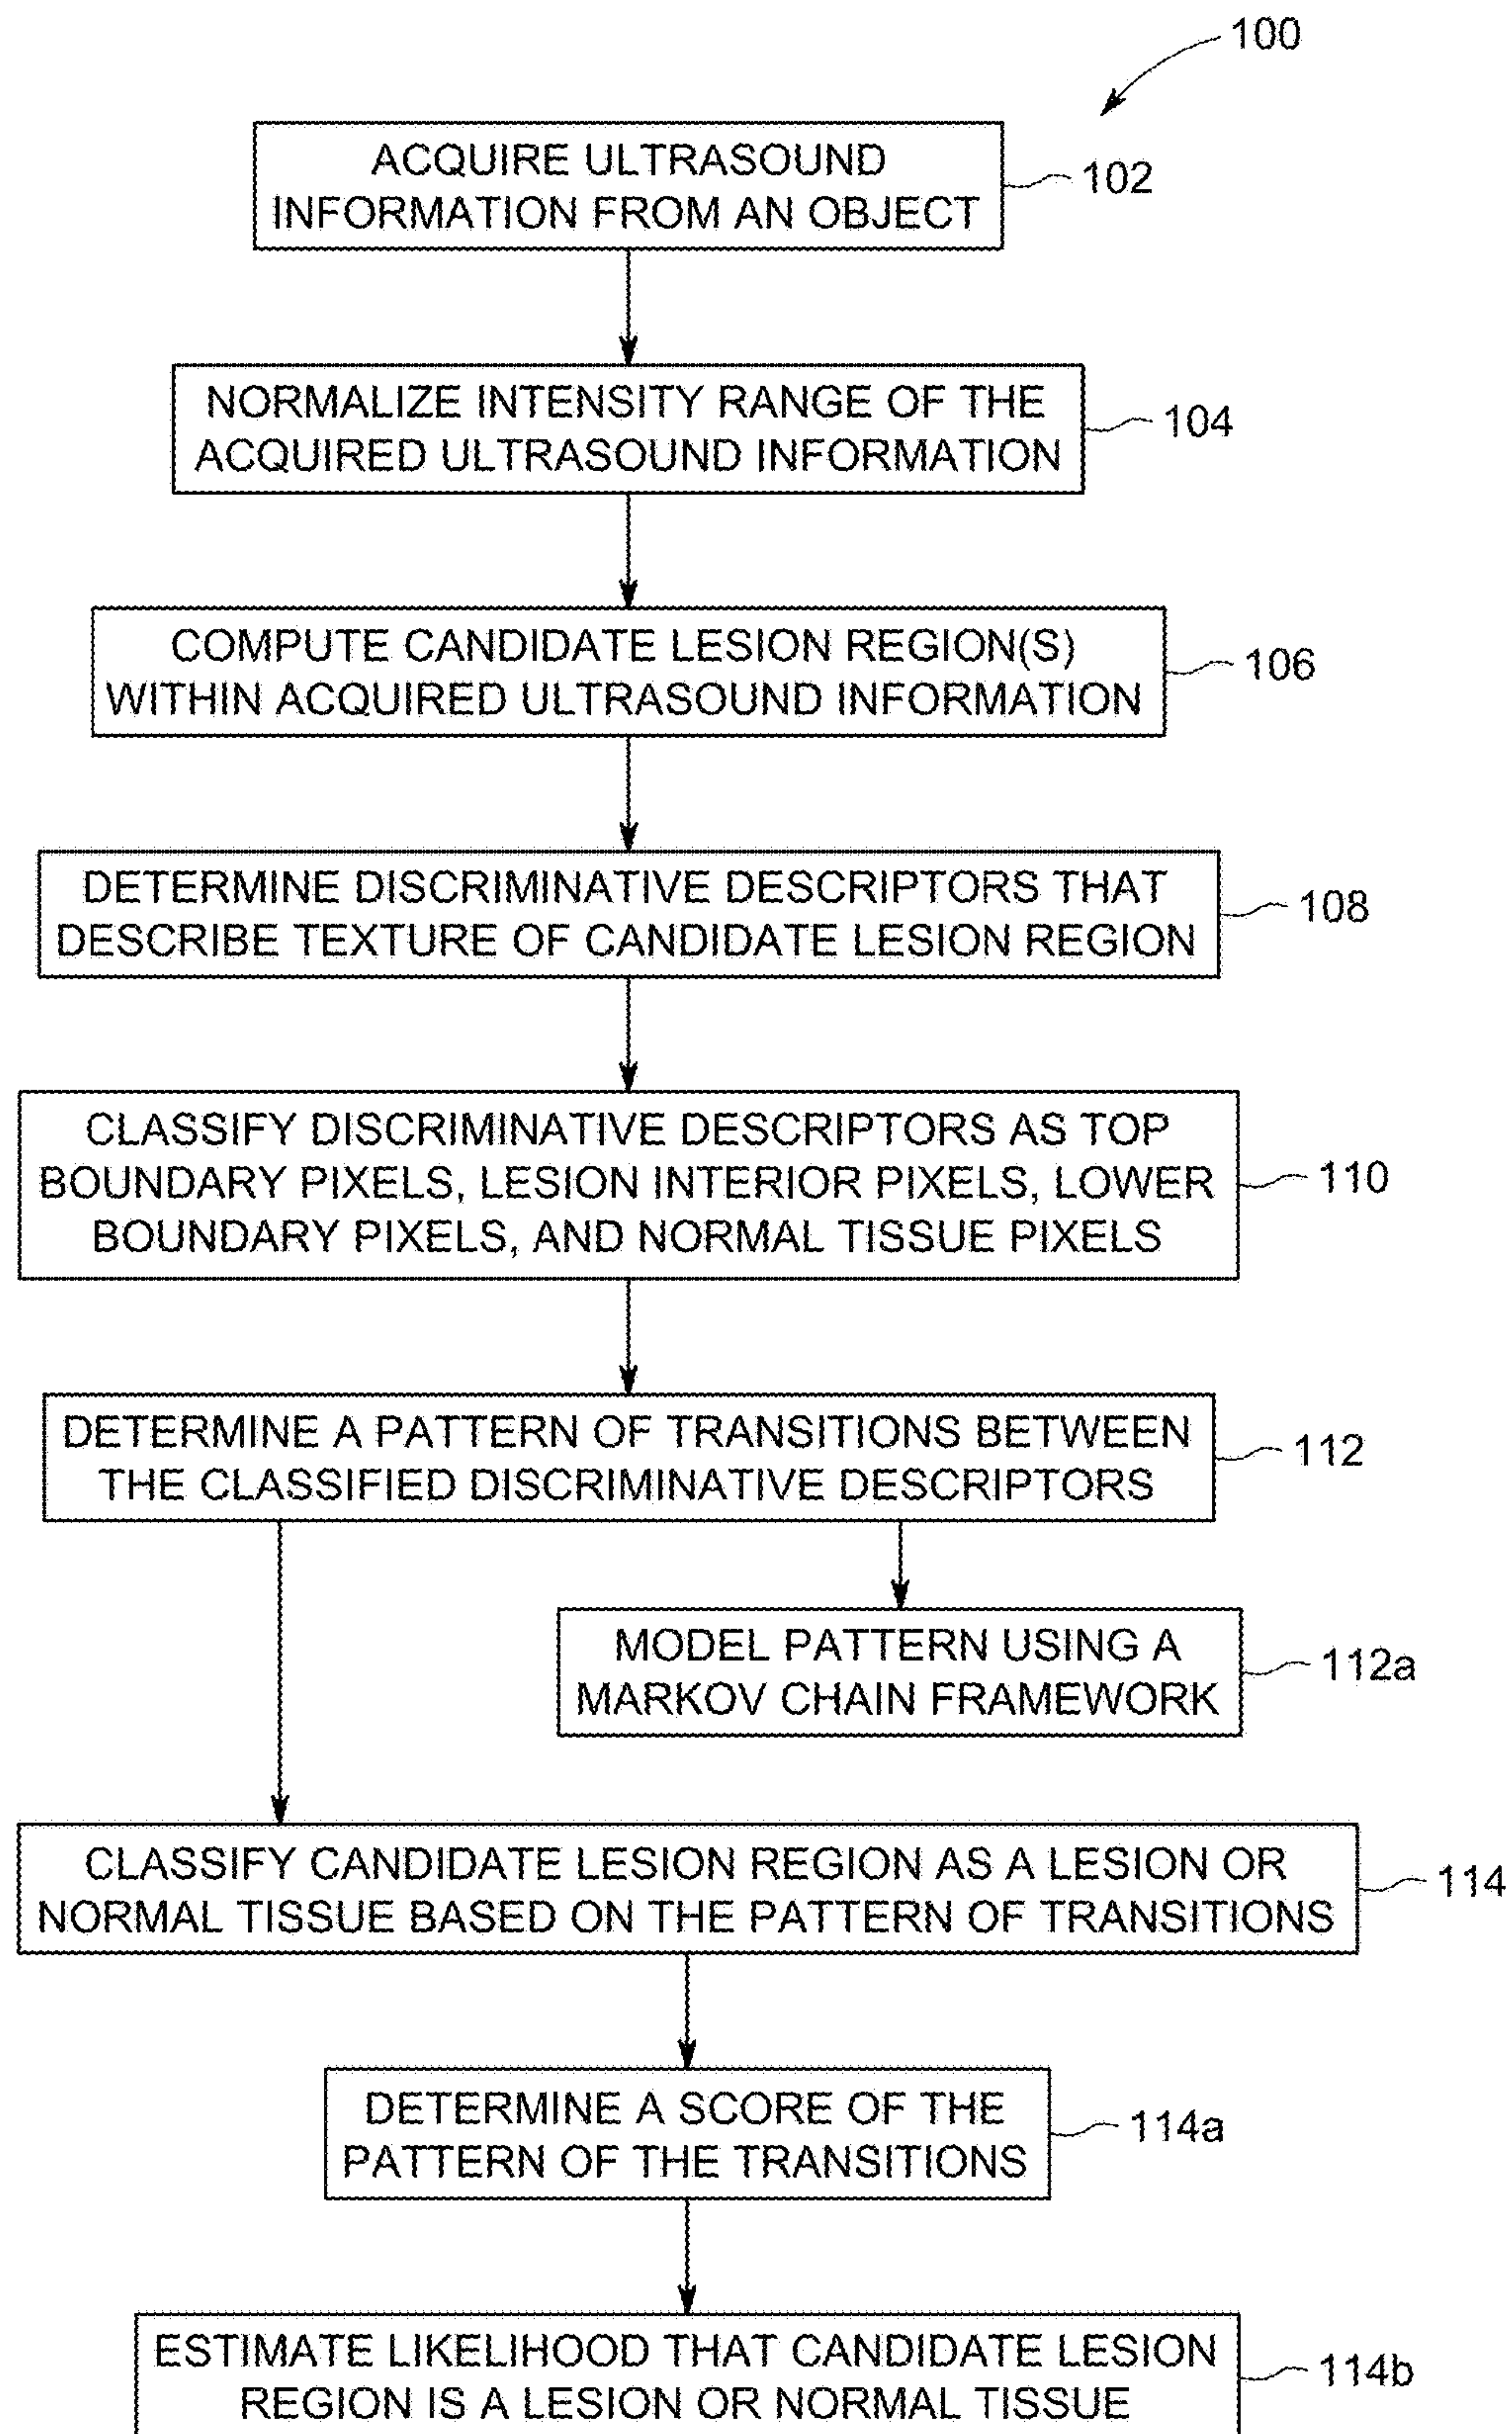 100
ACQUIRE ULTRASOUND
INFORMATION FROM AN OBJECT
102
NORMALIZE INTENSITY RANGE OF THE
ACQUIRED ULTRASOUND INFORMATION
104
COMPUTE CANDIDATE LESION REGION(S)
WITHIN ACQUIRED ULTRASOUND INFORMATION
106
DETERMINE DISCRIMINATIVE DESCRIPTORS THAT
DESCRIBE TEXTURE OF CANDIDATE LESION REGION
108
CLASSIFY DISCRIMINATIVE DESCRIPTORS AS TOP
BOUNDARY PIXELS, LESION INTERIOR PIXELS, LOWER
BOUNDARY PIXELS, AND NORMAL TISSUE PIXELS
110
DETERMINE A PATTERN OF TRANSITIONS BETWEEN
THE CLASSIFIED DISCRIMINATIVE DESCRIPTORS
112
MODEL PATTERN USING A
MARKOV CHAIN FRAMEWORK
112a
CLASSIFY CANDIDATE LESION REGION AS A LESION OR
NORMAL TISSUE BASED ON THE PATTERN OF TRANSITIONS
114
DETERMINE A SCORE OF THE
PATTERN OF THE TRANSITIONS
114a
ESTIMATE LIKELIHOOD THAT CANDIDATE LESION
REGION IS A LESION OR NORMAL TISSUE
114b